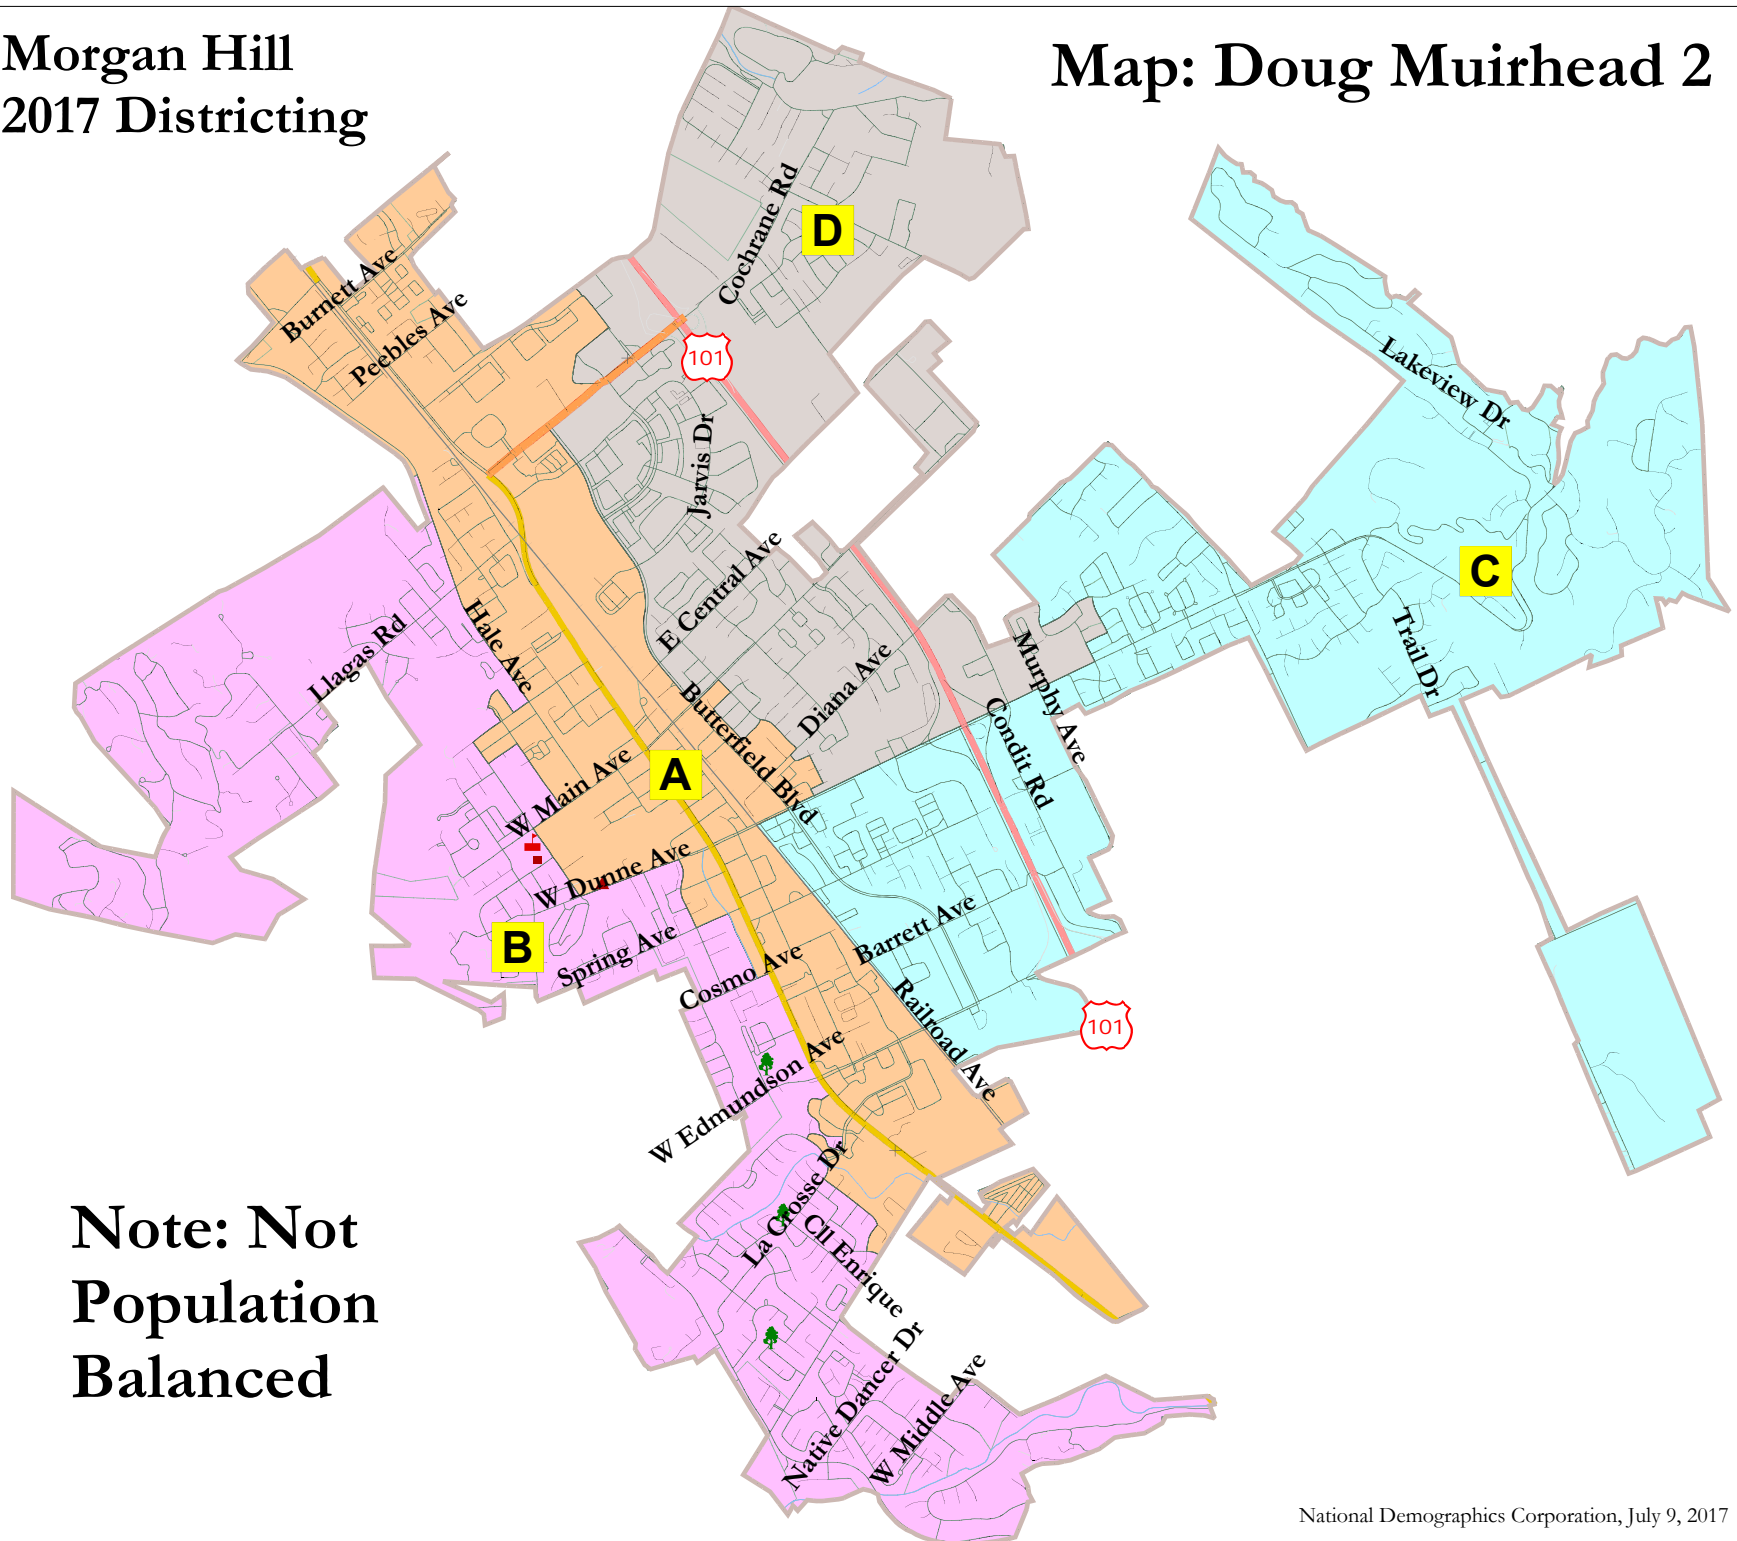 Morgan Hill
2017 Districting
Map: Doug Muirhead 2
Cochrane Rd
D
Burnett Ave
Peebles Ave
101
Lakeview Dr
Jarvis Dr
E Central Ave
C
Hale Ave
Llagas Rd
Trail Dr
Murphy Ave
Diana Ave
Butterfield Blvd
Condit Rd
W Main Ave
A
W Dunne Ave
B
Spring Ave
Barrett Ave
Cosmo Ave
Railroad Ave
101
W Edmundson Ave
La Crosse Dr
Cll Enrique
Note: Not
Population
Balanced
Native Dancer Dr
W Middle Ave
National Demographics Corporation, July 9, 2017